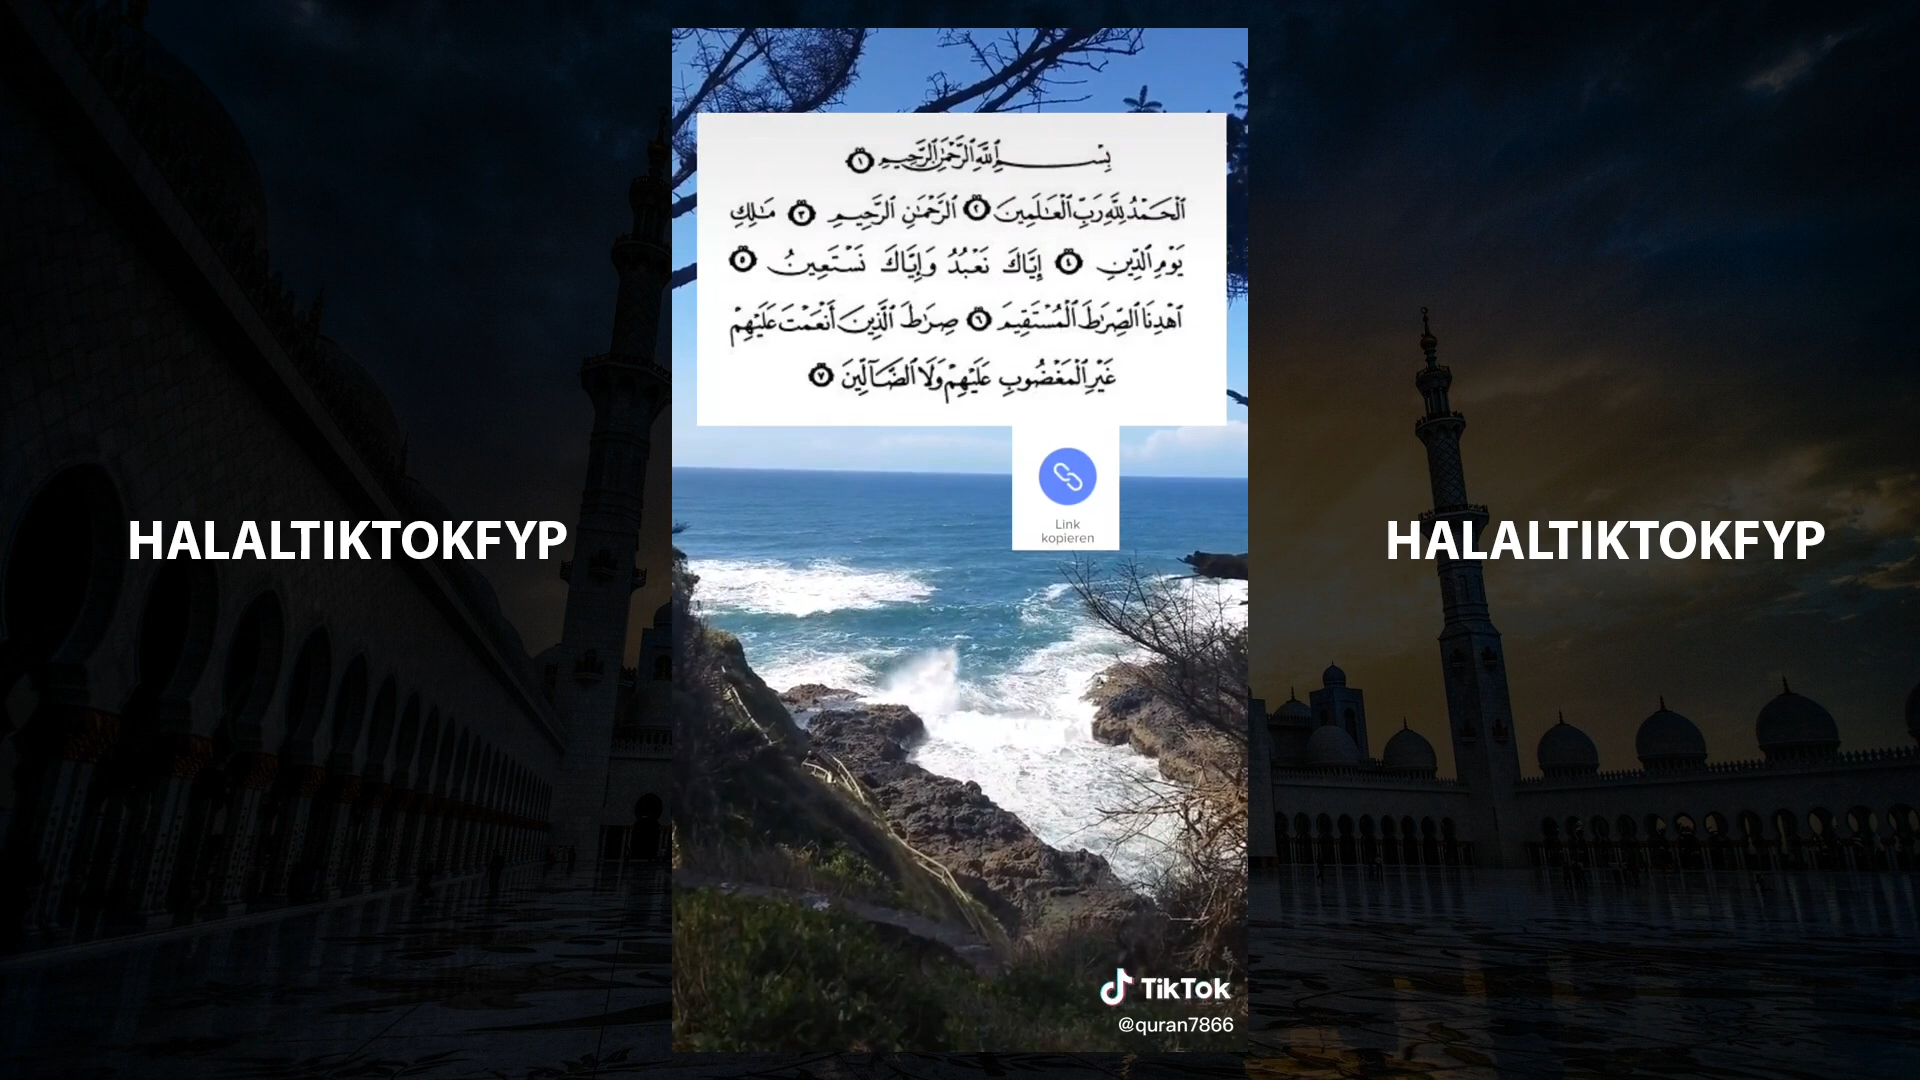 بِسْمِ ٱللَّهِ ٱلرَّحْمَٰنِ ٱلرَّحِيمِ ١
ٱلْحَمْدُ لِلَّهِ رَبِّ ٱلْعَٰلَمِينَ ٢ ٱلرَّحْمَٰنِ ٱلرَّحِيمِ ٣ مَٰلِكِ
يَوْمِ ٱلدِّينِ ٤ إِيَّاكَ نَعْبُدُ وَإِيَّاكَ نَسْتَعِينُ ٥
ٱهْدِنَا ٱلصِّرَٰطَ ٱلْمُسْتَقِيمَ ٦ صِرَٰطَ ٱلَّذِينَ أَنْعَمْتَ عَلَيْهِمْ
غَيْرِ ٱلْمَغْضُوبِ عَلَيْهِمْ وَلَا ٱلضَّآلِّينَ ٧
Link
kopieren
HALALTIKTOKFYP
HALALTIKTOKFYP
TikTok
@quran7866